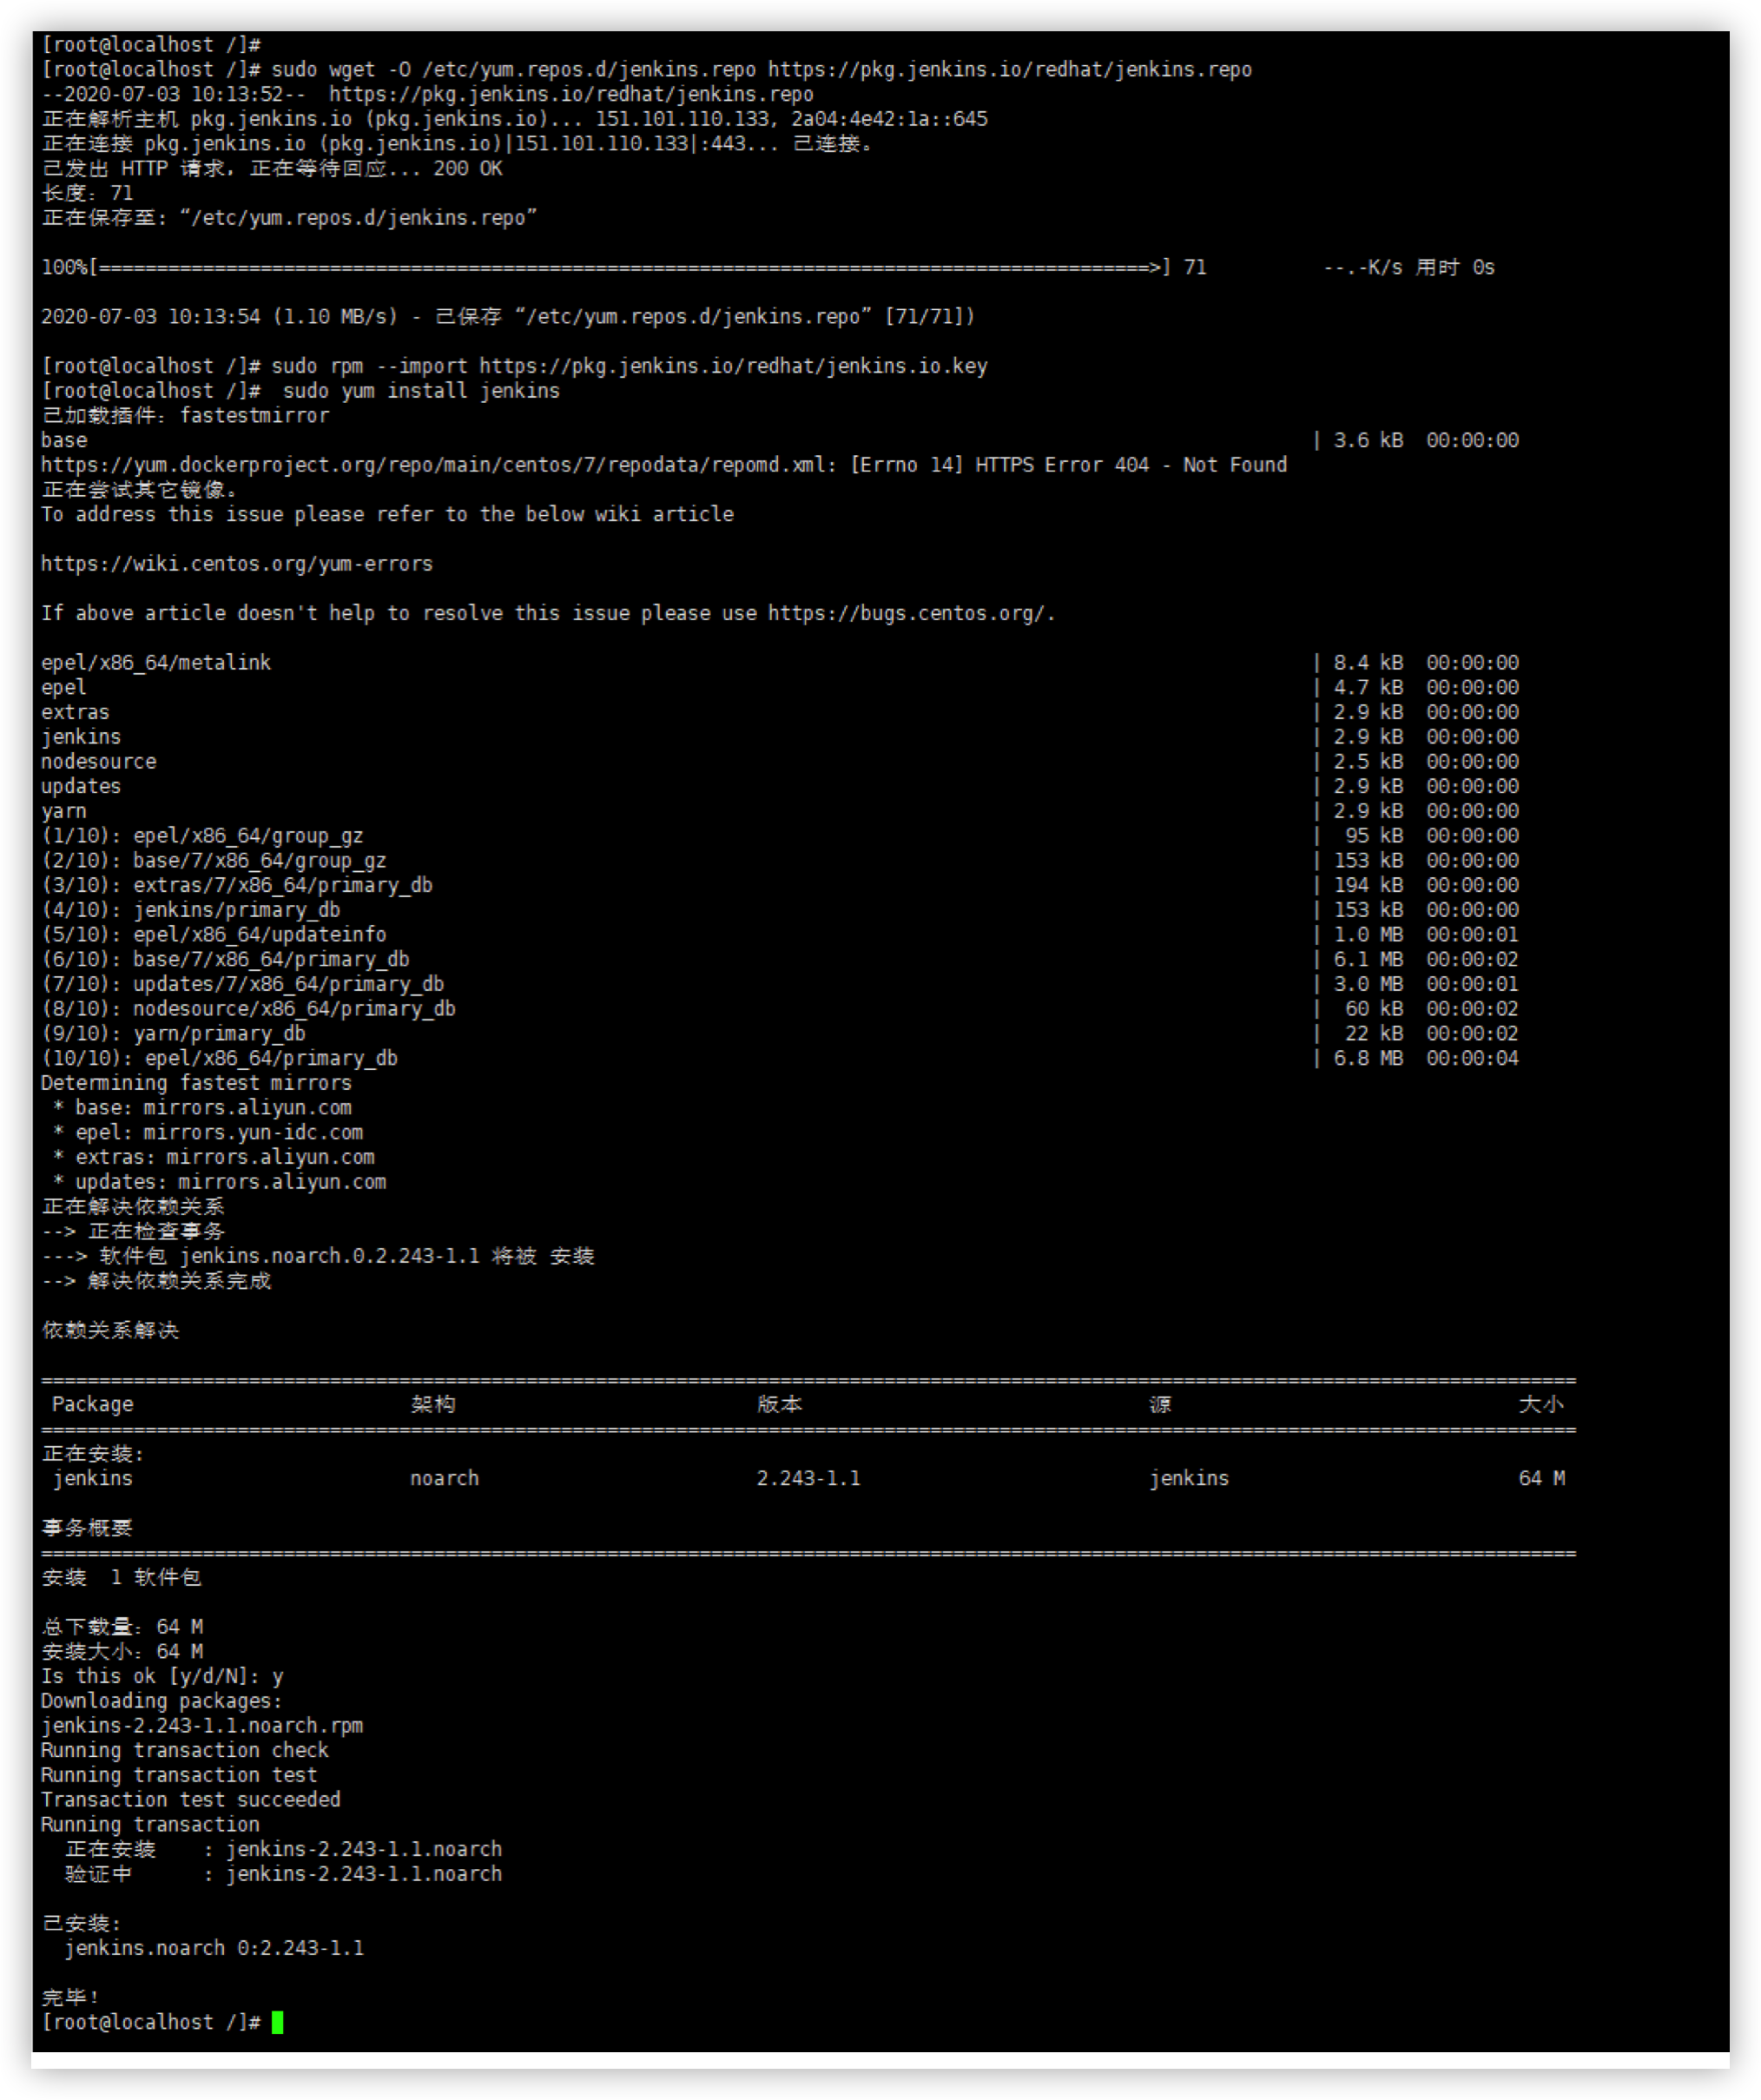 [root@localhost /]#
[root@localhost /]# sudo wget -O /etc/yum.repos.d/jenkins.repo https://pkg.jenkins.io/redhat/jenkins.repo
--2020-07-03 10:13:52--  https://pkg.jenkins.io/redhat/jenkins.repo
正在解析主机 pkg.jenkins.io (pkg.jenkins.io)... 151.101.110.133, 2a04:4e42:1a::645
正在连接 pkg.jenkins.io (pkg.jenkins.io)|151.101.110.133|:443... 已连接。
已发出 HTTP 请求，正在等待回应... 200 OK
长度：71
正在保存至: “/etc/yum.repos.d/jenkins.repo”
100%[===========================================================================================>] 71          --.-K/s 用时 0s
2020-07-03 10:13:54 (1.10 MB/s) - 已保存 “/etc/yum.repos.d/jenkins.repo” [71/71])
[root@localhost /]# sudo rpm --import https://pkg.jenkins.io/redhat/jenkins.io.key
[root@localhost /]#  sudo yum install jenkins
已加载插件：fastestmirror
base | 3.6 kB  00:00:00
https://yum.dockerproject.org/repo/main/centos/7/repodata/repomd.xml: [Errno 14] HTTPS Error 404 - Not Found
正在尝试其它镜像。
To address this issue please refer to the below wiki article
https://wiki.centos.org/yum-errors
If above article doesn't help to resolve this issue please use https://bugs.centos.org/.
epel/x86_64/metalink | 8.4 kB  00:00:00
epel | 4.7 kB  00:00:00
extras | 2.9 kB  00:00:00
jenkins | 2.9 kB  00:00:00
nodesource | 2.5 kB  00:00:00
updates | 2.9 kB  00:00:00
yarn | 2.9 kB  00:00:00
(1/10): epel/x86_64/group_gz |  95 kB  00:00:00
(2/10): base/7/x86_64/group_gz | 153 kB  00:00:00
(3/10): extras/7/x86_64/primary_db | 194 kB  00:00:00
(4/10): jenkins/primary_db | 153 kB  00:00:00
(5/10): epel/x86_64/updateinfo | 1.0 MB  00:00:01
(6/10): base/7/x86_64/primary_db | 6.1 MB  00:00:02
(7/10): updates/7/x86_64/primary_db | 3.0 MB  00:00:01
(8/10): nodesource/x86_64/primary_db |  60 kB  00:00:02
(9/10): yarn/primary_db |  22 kB  00:00:02
(10/10): epel/x86_64/primary_db | 6.8 MB  00:00:04
Determining fastest mirrors
 * base: mirrors.aliyun.com
 * epel: mirrors.yun-idc.com
 * extras: mirrors.aliyun.com
 * updates: mirrors.aliyun.com
正在解决依赖关系
--> 正在检查事务
---> 软件包 jenkins.noarch.0.2.243-1.1 将被 安装
--> 解决依赖关系完成
依赖关系解决
Package 架构 版本 源 大小
正在安装:
jenkins noarch 2.243-1.1 jenkins 64 M
事务概要
安装  1 软件包
总下载量：64 M
安装大小：64 M
Is this ok [y/d/N]: y
Downloading packages:
jenkins-2.243-1.1.noarch.rpm
Running transaction check
Running transaction test
Transaction test succeeded
Running transaction
  正在安装    : jenkins-2.243-1.1.noarch
  验证中      : jenkins-2.243-1.1.noarch
已安装:
  jenkins.noarch 0:2.243-1.1
完毕！
[root@localhost /]#